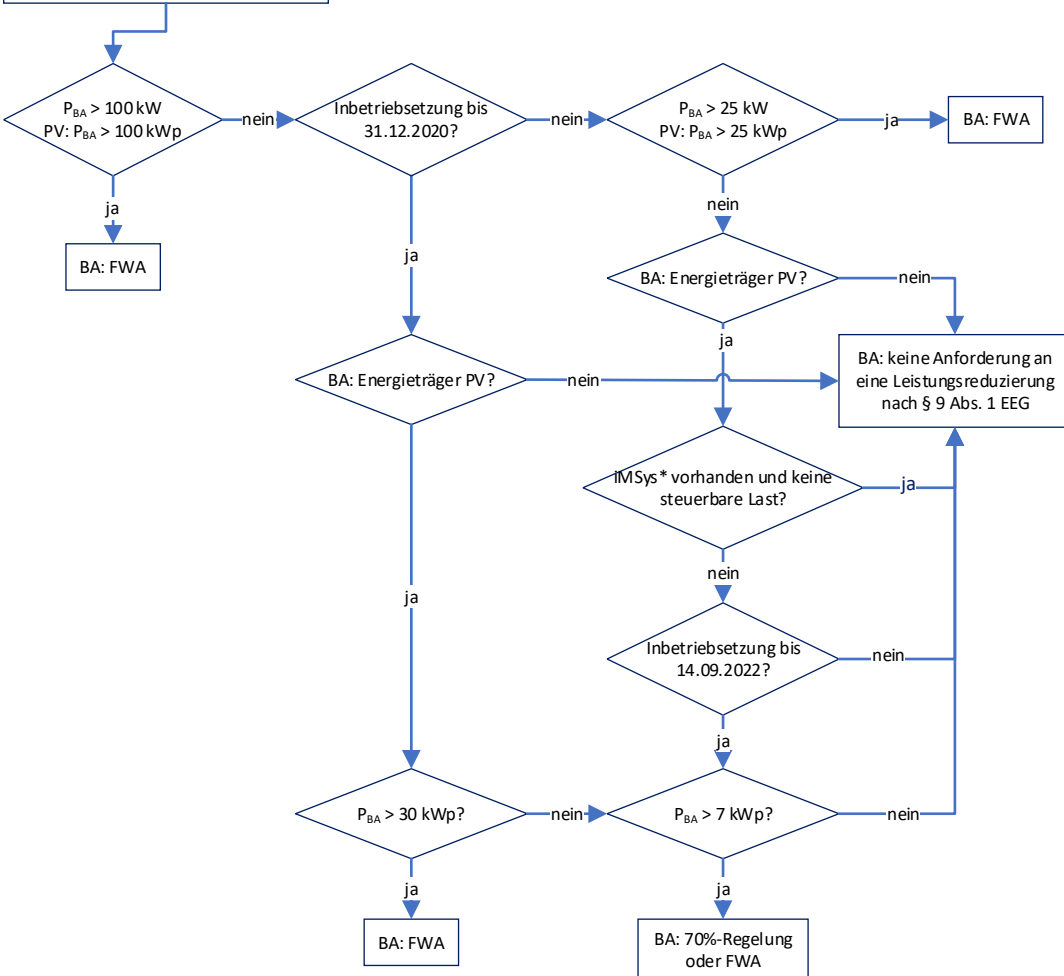 P_BA > 100 kW
PV: P_BA > 100 kWp
nein
Inbetriebsetzung bis
31.12.2020?
nein
P_BA > 25 kW
PV: P_BA > 25 kWp
ja
BA: FWA
ja
BA: FWA
nein
ja
BA: Energieträger PV?
nein
ja
BA: Energieträger PV?
nein
BA: keine Anforderung an
eine Leistungsreduzierung
nach § 9 Abs. 1 EEG
iMSys* vorhanden und keine
steuerbare Last?
ja
nein
ja
Inbetriebsetzung bis
14.09.2022?
nein
ja
P_BA > 30 kWp?
nein
P_BA > 7 kWp?
nein
ja
ja
BA: FWA
BA: 70%-Regelung
oder FWA